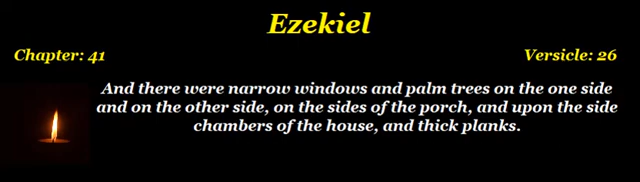 Ezekiel
Chapter: 41
Versicle: 26
And there were narrow windows and palm trees on the one side
and on the other side, on the sides of the porch, and upon the side
chambers of the house, and thick planks.